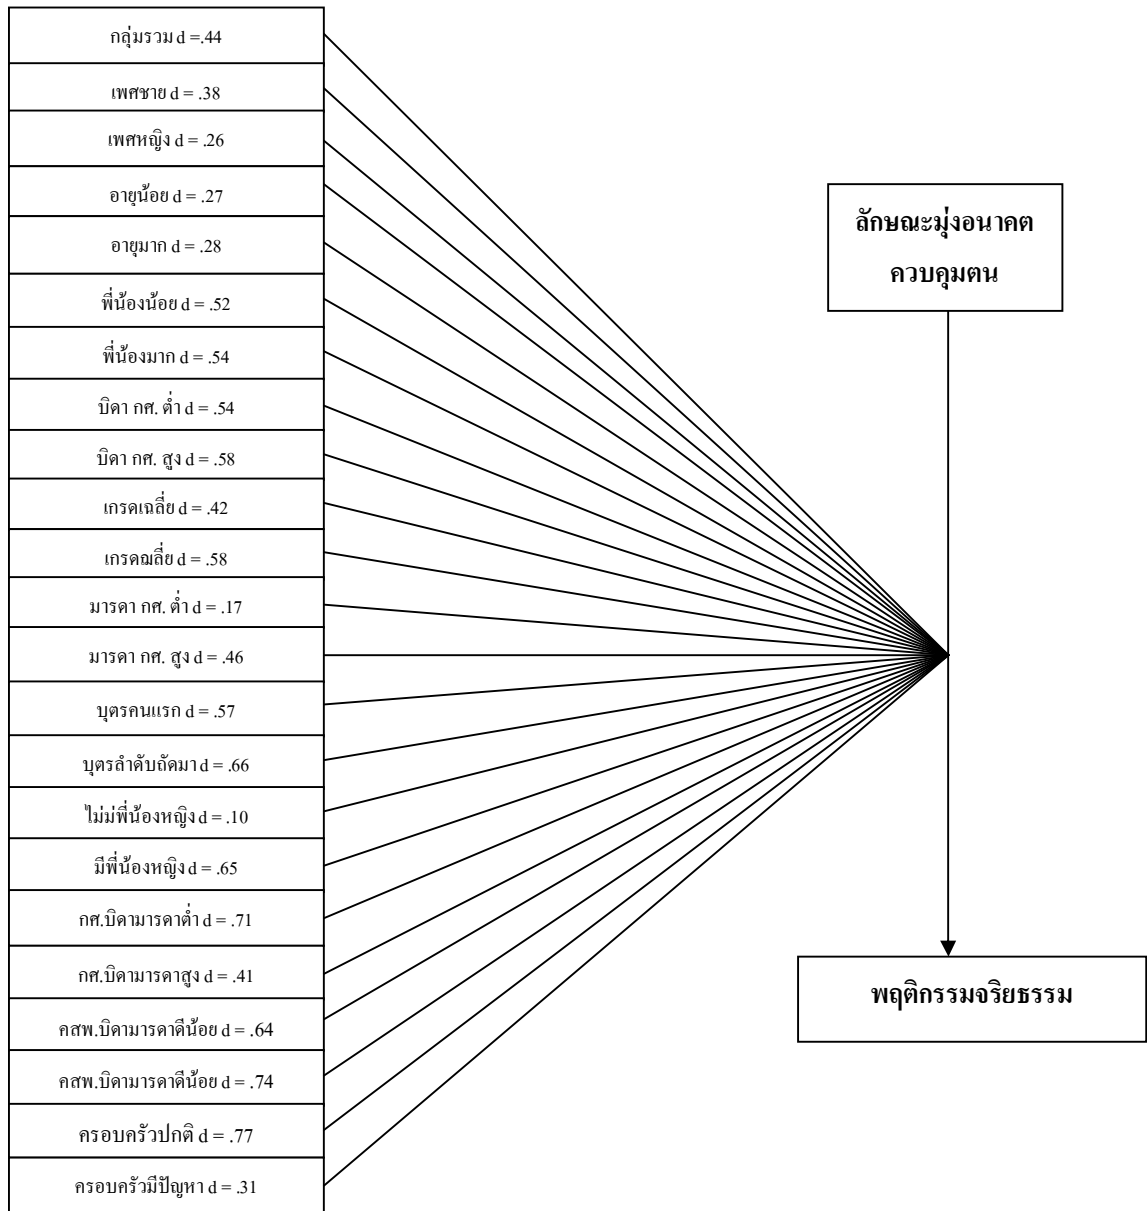 กลุ่มรวม d =.44
เพศชาย d = .38
เพศหญิง d = .26
อายุน้อย d = .27
อายุมาก d = .28
พี่น้องน้อย d = .52
พี่น้องมาก d = .54
บิดา กศ. ต่ำ d = .54
บิดา กศ. สูง d = .58
เกรดเฉลี่ย d = .42
เกรดฌลี่ย d = .58
มารดา กศ. ต่ำ d = .17
มารดา กศ. สูง d = .46
บุตรคนแรก d = .57
บุตรลำดับถัดมา d = .66
ไม่ม่พี่น้องหญิง d = .10
มีพี่น้องหญิง d = .65
กศ.บิดามารดาต่ำ d = .71
กศ.บิดามารดาสูง d = .41
คสพ.บิดามารดาดีน้อย d = .64
คสพ.บิดามารดาดีน้อย d = .74
ครอบครัวปกติ d = .77
ครอบครัวมีปัญหา d = .31
ลักษณะมุ่งอนาคต
ควบคุมตน
พฤติกรรมจริยธรรม